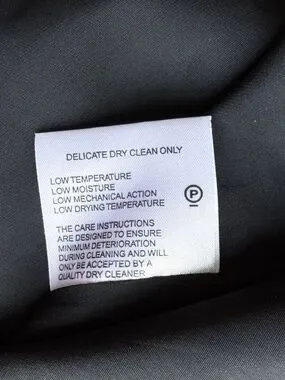 DELICATE DRY CLEAN ONLY
LOW TEMPERATURE
LOW MOISTURE
LOW MECHANICAL ACTION
LOW DRYING TEMPERATURE
P
THE CARE INSTRUCTIONS
ARE DESIGNED TO ENSURE
MINIMUM DETERIORATION
DURING CLEANING AND WILL
ONLY BE ACCEPTED BY A
QUALITY DRY CLEANER